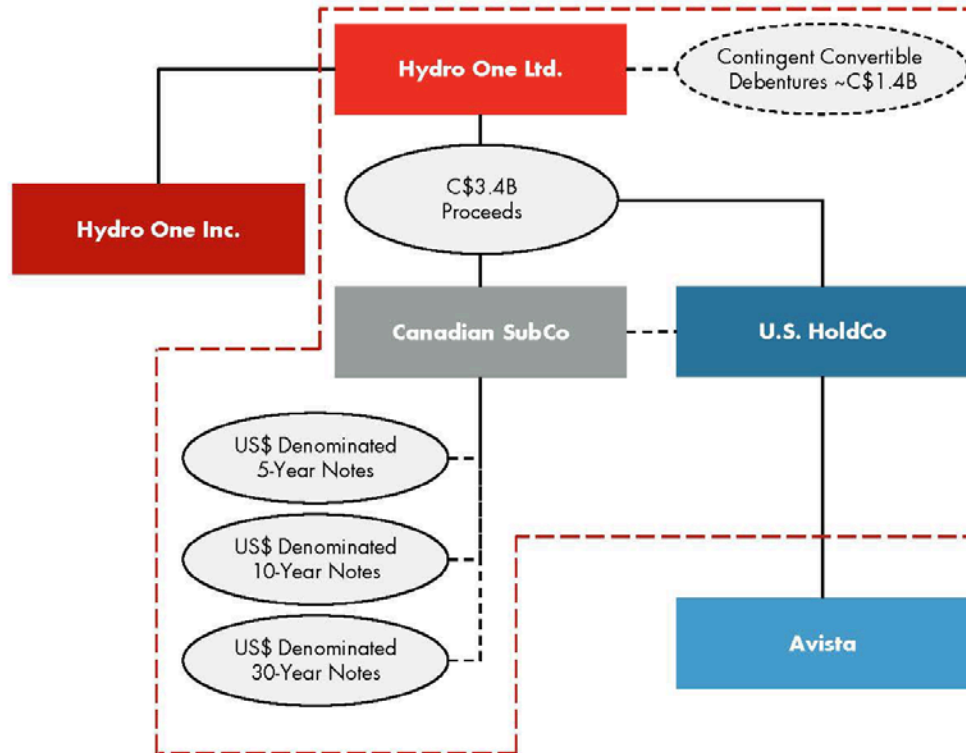 Hydro One Ltd.
Contingent Convertible
Debentures ~C$1.4B
C$3.4B
Proceeds
Hydro One Inc.
Canadian SubCo
U.S. HoldCo
US$ Denominated
5-Year Notes
US$ Denominated
10-Year Notes
US$ Denominated
30-Year Notes
Avista